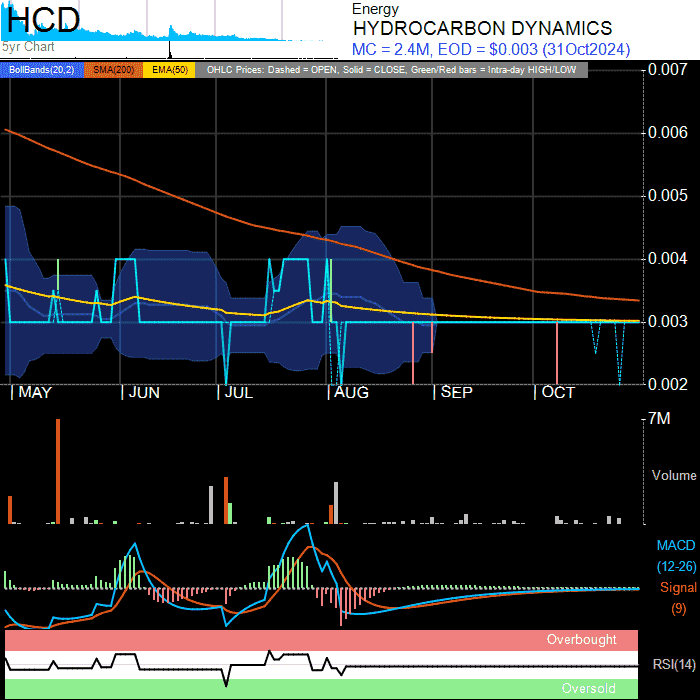 HCD
5yr Chart
Energy
HYDROCARBON DYNAMICS
MC = 2.4M, EOD = $0.003 (31Oct2024)
BollBands(20,2) SMA(200) EMA(50) OHLC Prices: Dashed = OPEN, Solid = CLOSE, Green/Red bars = Intra-day HIGH/LOW
0.007
0.006
0.005
0.004
0.003
0.002
MAY JUN JUL AUG SEP OCT
7M
Volume
MACD
(12-26)
Signal
(9)
Overbought
RSI(14)
Oversold